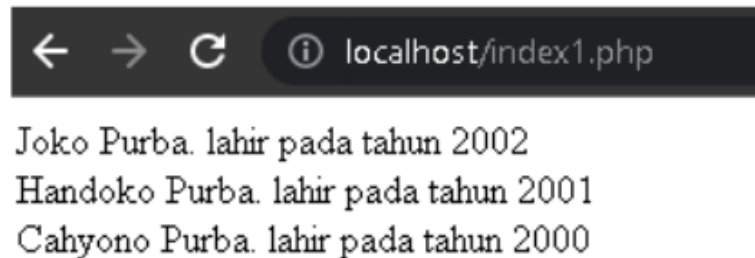 localhost/index1.php
Joko Purba. lahir pada tahun 2002
Handoko Purba. lahir pada tahun 2001
Cahyono Purba. lahir pada tahun 2000